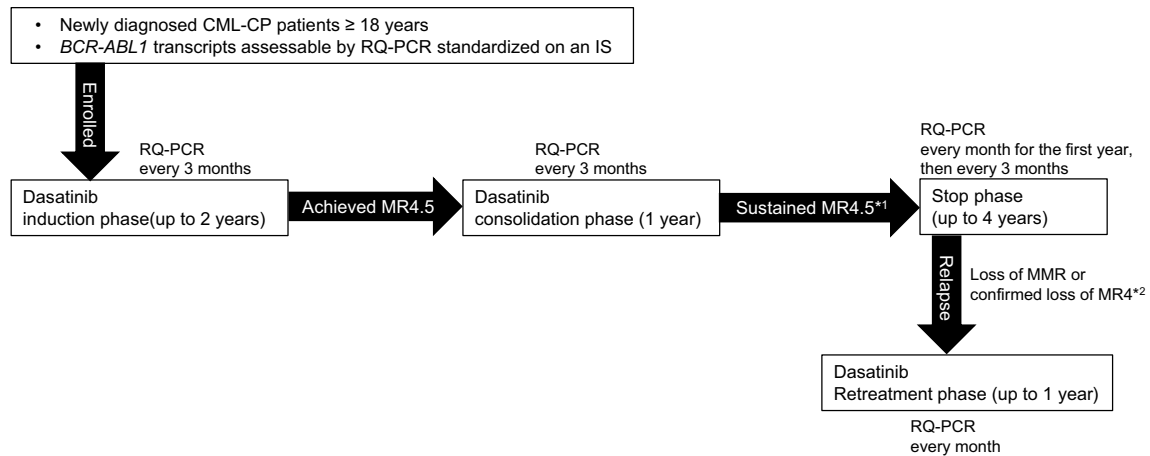 • Newly diagnosed CML-CP patients ≥ 18 years
• BCR-ABL1 transcripts assessable by RQ-PCR standardized on an IS
Enrolled
RQ-PCR
every 3 months
Dasatinib
induction phase(up to 2 years)
Achieved MR4.5
RQ-PCR
every 3 months
Dasatinib
consolidation phase (1 year)
Sustained MR4.5*1
RQ-PCR
every month for the first year,
then every 3 months
Stop phase
(up to 4 years)
Relapse
Loss of MMR or
confirmed loss of MR4*2
Dasatinib
Retreatment phase (up to 1 year)
RQ-PCR
every month